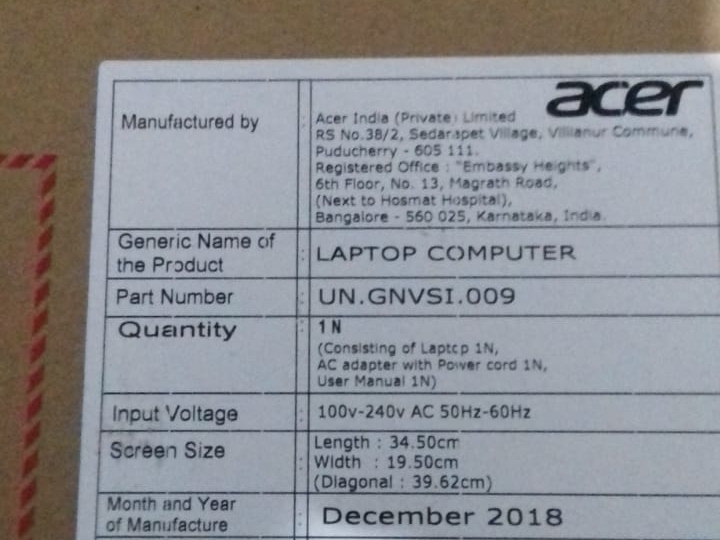 acer
Manufactured by : Acer India (Private) Limited
RS No.38/2, Sedarapet Village, Villianur Commune,
Puducherry - 605 111.
Registered Office : "Embassy Heights",
6th Floor, No. 13, Magrath Road,
(Next to Hosmat Hospital),
Bangalore - 560 025, Karnataka, India.
Generic Name of
the Product : LAPTOP COMPUTER
Part Number : UN.GNVSI.009
Quantity : 1 N
(Consisting of Laptop 1N,
AC adapter with Power cord 1N,
User Manual 1N)
Input Voltage : 100v-240v AC 50Hz-60Hz
Screen Size : Length : 34.50cm
Width : 19.50cm
(Diagonal : 39.62cm)
Month and Year
of Manufacture : December 2018